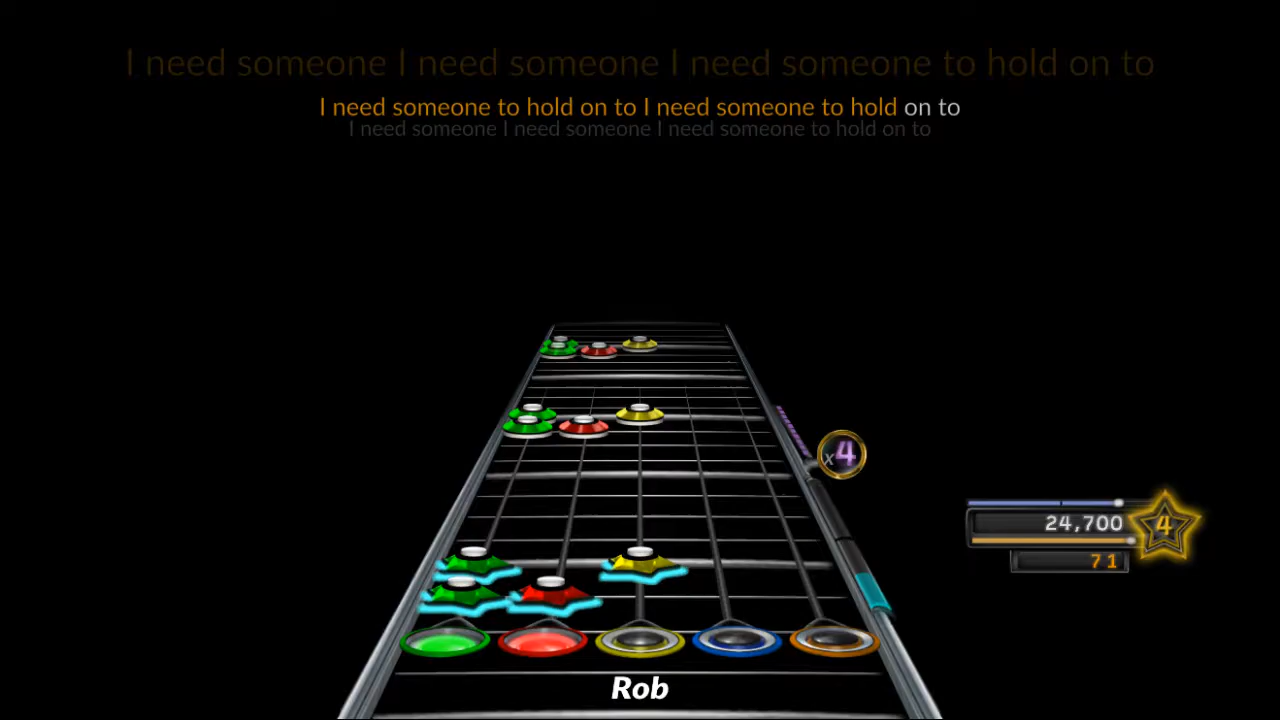 I need someone I need someone I need someone to hold on to
I need someone to hold on to I need someone to hold on to
I need someone I need someone I need someone to hold on to
x4
24,700
4
71
Rob